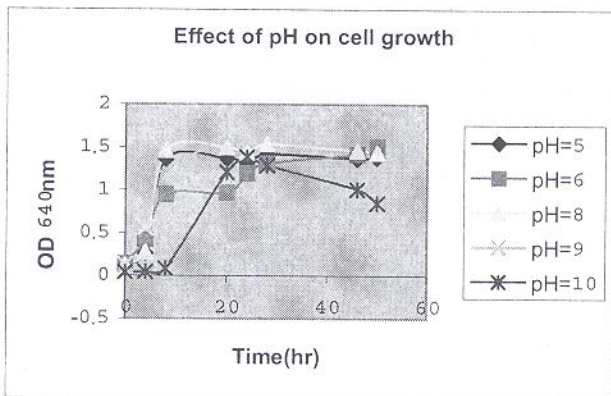 Effect of pH on cell growth
2
1.5
1
0.5
0
-0.5
0 20 40 60
OD 640nm
Time(hr)
pH=5
pH=6
pH=8
pH=9
pH=10